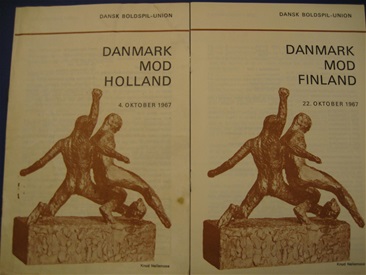 DANSK BOLDSPIL-UNION
DANMARK
MOD
HOLLAND
4. OKTOBER 1967
DANSK BOLDSPIL-UNION
DANMARK
MOD
FINLAND
22. OKTOBER 1967